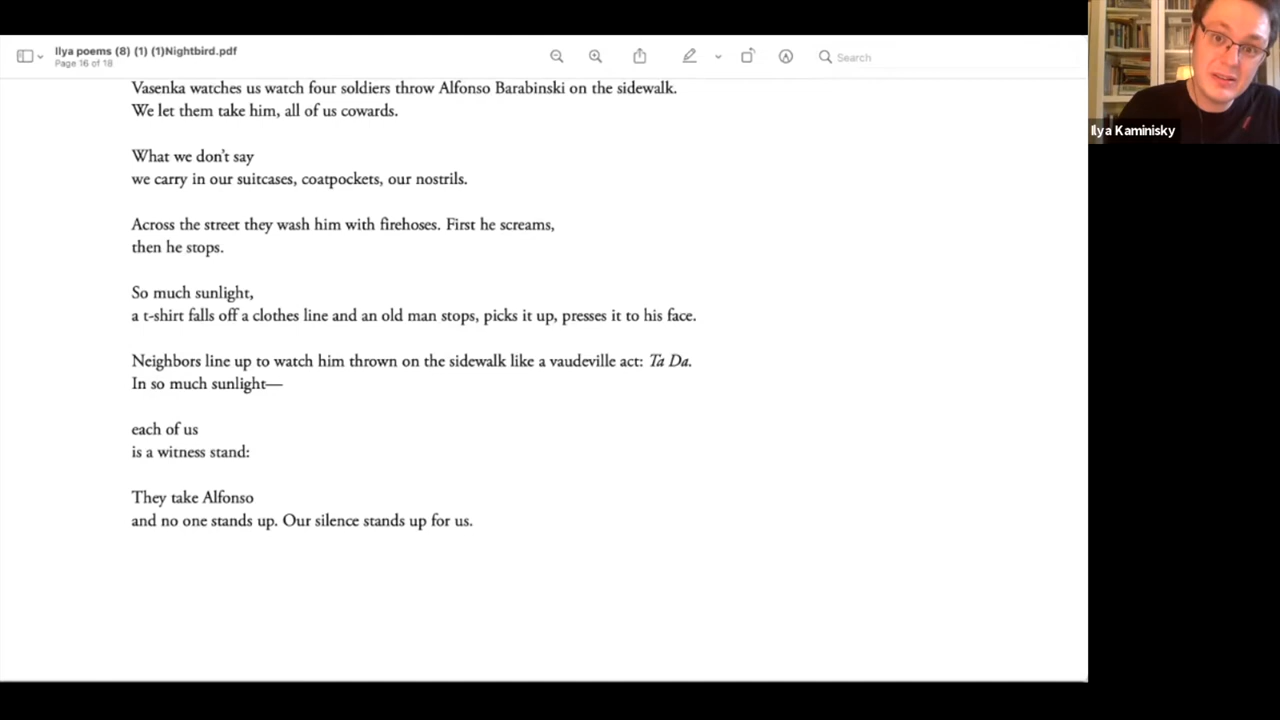 Ilya poems (8) (1) (1)Nightbird.pdf
Page 16 of 18
Search
Vasenka watches us watch four soldiers throw Alfonso Barabinski on the sidewalk.
We let them take him, all of us cowards.
What we don't say
we carry in our suitcases, coatpockets, our nostrils.
Across the street they wash him with firehoses. First he screams,
then he stops.
So much sunlight,
a t-shirt falls off a clothes line and an old man stops, picks it up, presses it to his face.
Neighbors line up to watch him thrown on the sidewalk like a vaudeville act: Ta Da.
In so much sunlight—
each of us
is a witness stand:
They take Alfonso
and no one stands up. Our silence stands up for us.
Ilya Kaminisky